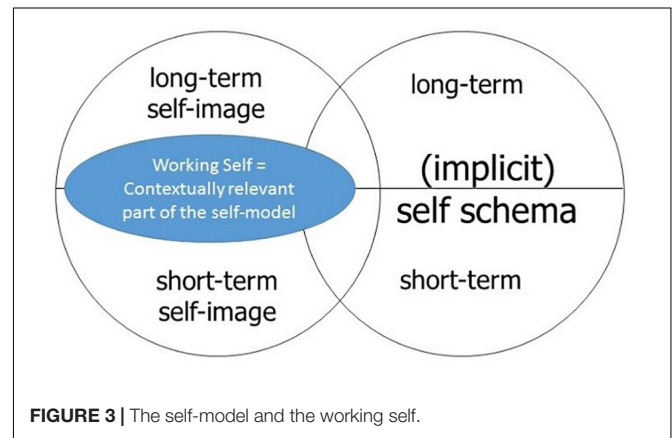 long-term
self-image
Working Self =
Contextually relevant
part of the self-model
short-term
self-image
long-term
(implicit)
self schema
short-term
FIGURE 3 | The self-model and the working self.